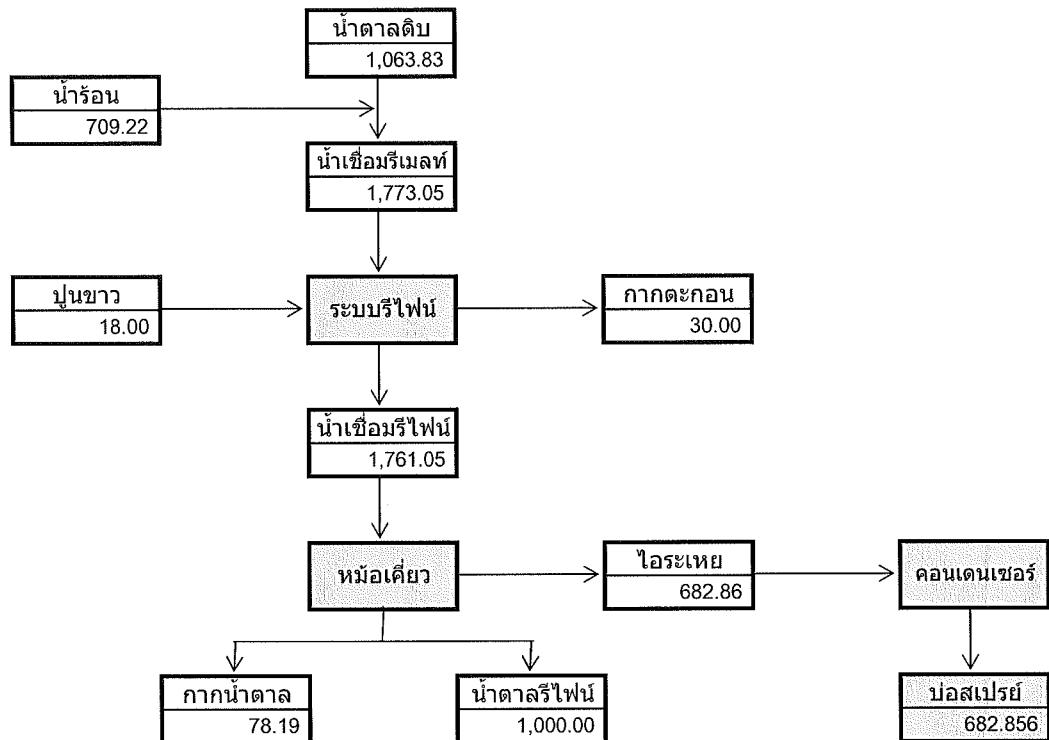 น้ำตาลดิบ
1,063.83
น้ำร้อน
709.22
น้ำเชื่อมรีเมลท์
1,773.05
ปูนขาว
18.00
ระบบรีไฟน์
กากตะกอน
30.00
น้ำเชื่อมรีไฟน์
1,761.05
หม้อเคี่ยว
ไอระเหย
682.86
คอนเดนเซอร์
กากน้ำตาล
78.19
น้ำตาลรีไฟน์
1,000.00
บ่อสเปรย์
682.856